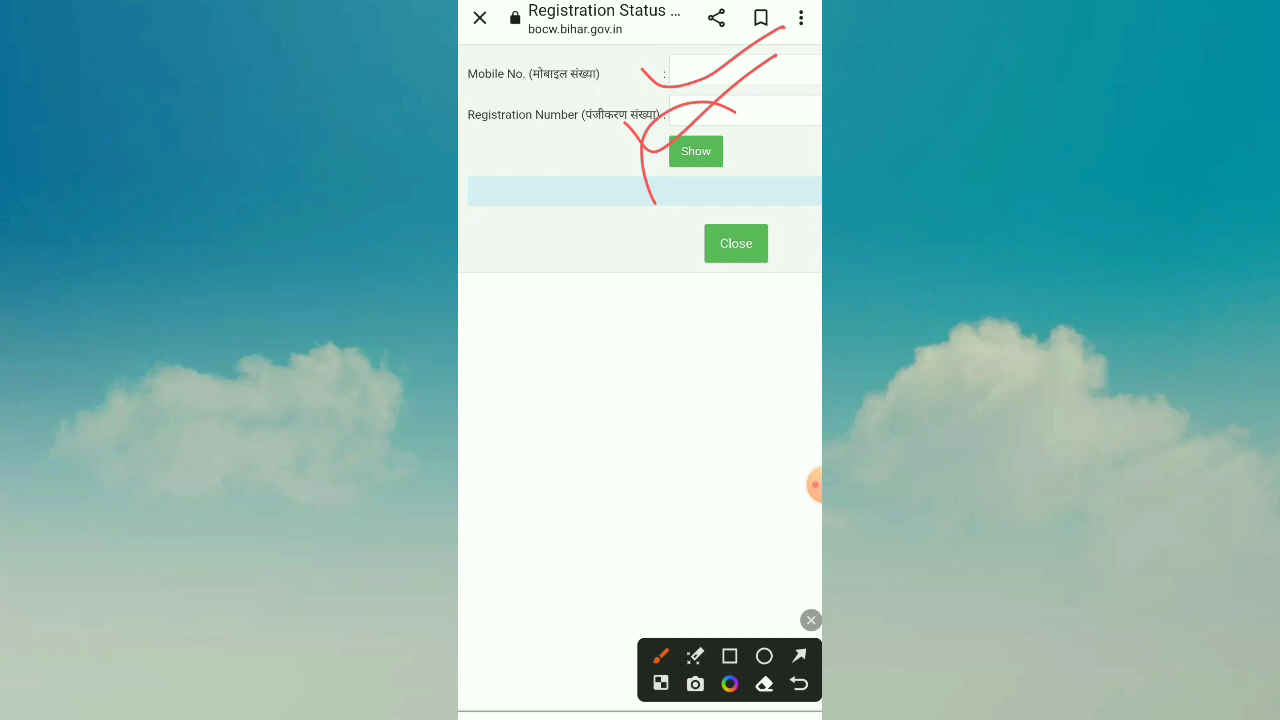 Registration Status ...
bocw.bihar.gov.in
Mobile No. (मोबाइल संख्या) :
Registration Number (पंजीकरण संख्या) :
Show
Close